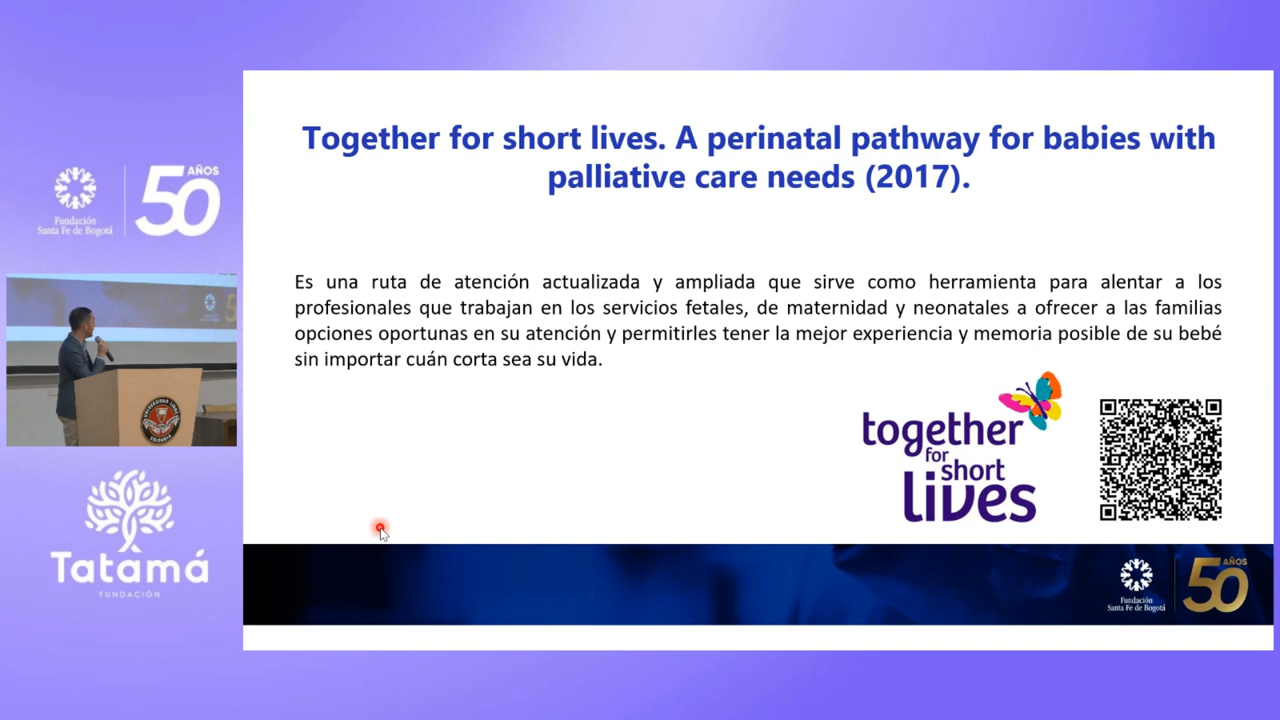 Together for short lives. A perinatal pathway for babies with
palliative care needs (2017).
Es una ruta de atención actualizada y ampliada que sirve como herramienta para alentar a los
profesionales que trabajan en los servicios fetales, de maternidad y neonatales a ofrecer a las familias
opciones oportunas en su atención y permitirles tener la mejor experiencia y memoria posible de su bebé
sin importar cuán corta sea su vida.
together
for
short
lives
Fundación
Santa Fe de Bogotá
50
AÑOS
Fundación
Santa Fe de Bogotá
50
AÑOS
UNIVERSIDAD LIBRE
COLOMBIA
Tatamá
FUNDACIÓN